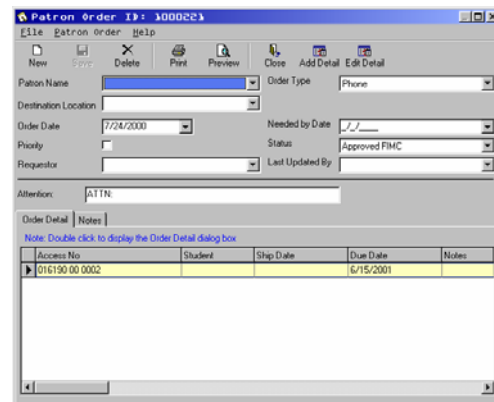 Patron Order ID: 1000221
File Patron Order Help
New Save Delete Print Preview Close Add Detail Edit Detail
Patron Name Order Type Phone
Destination Location
Order Date 7/24/2000 Needed by Date _/_/____
Priority Status Approved FIMC
Requestor Last Updated By
Attention: ATTN:
Order Detail Notes
Note: Double click to display the Order Detail dialog box
Access No Student Ship Date Due Date Notes
016190 00 0002 6/15/2001